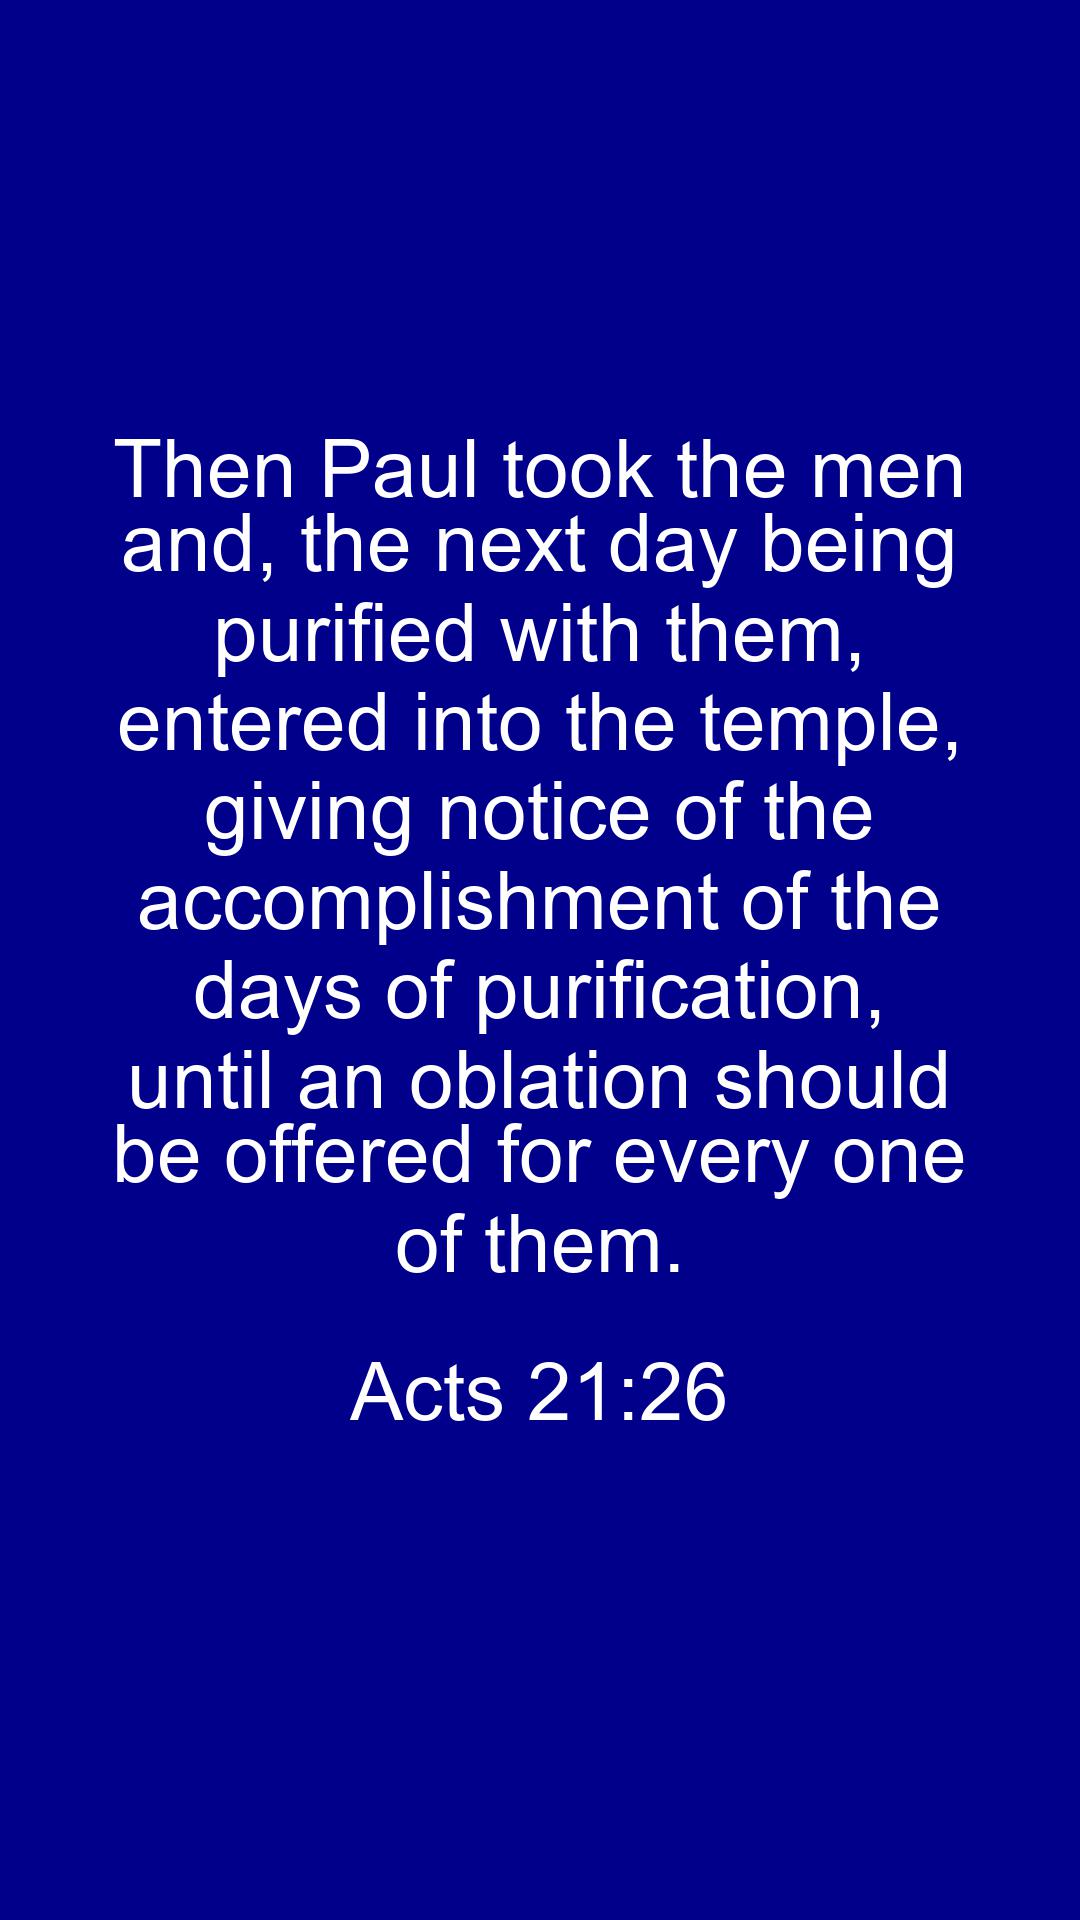 Then Paul took the men
and, the next day being
purified with them,
entered into the temple,
giving notice of the
accomplishment of the
days of purification,
until an oblation should
be offered for every one
of them.
Acts 21:26